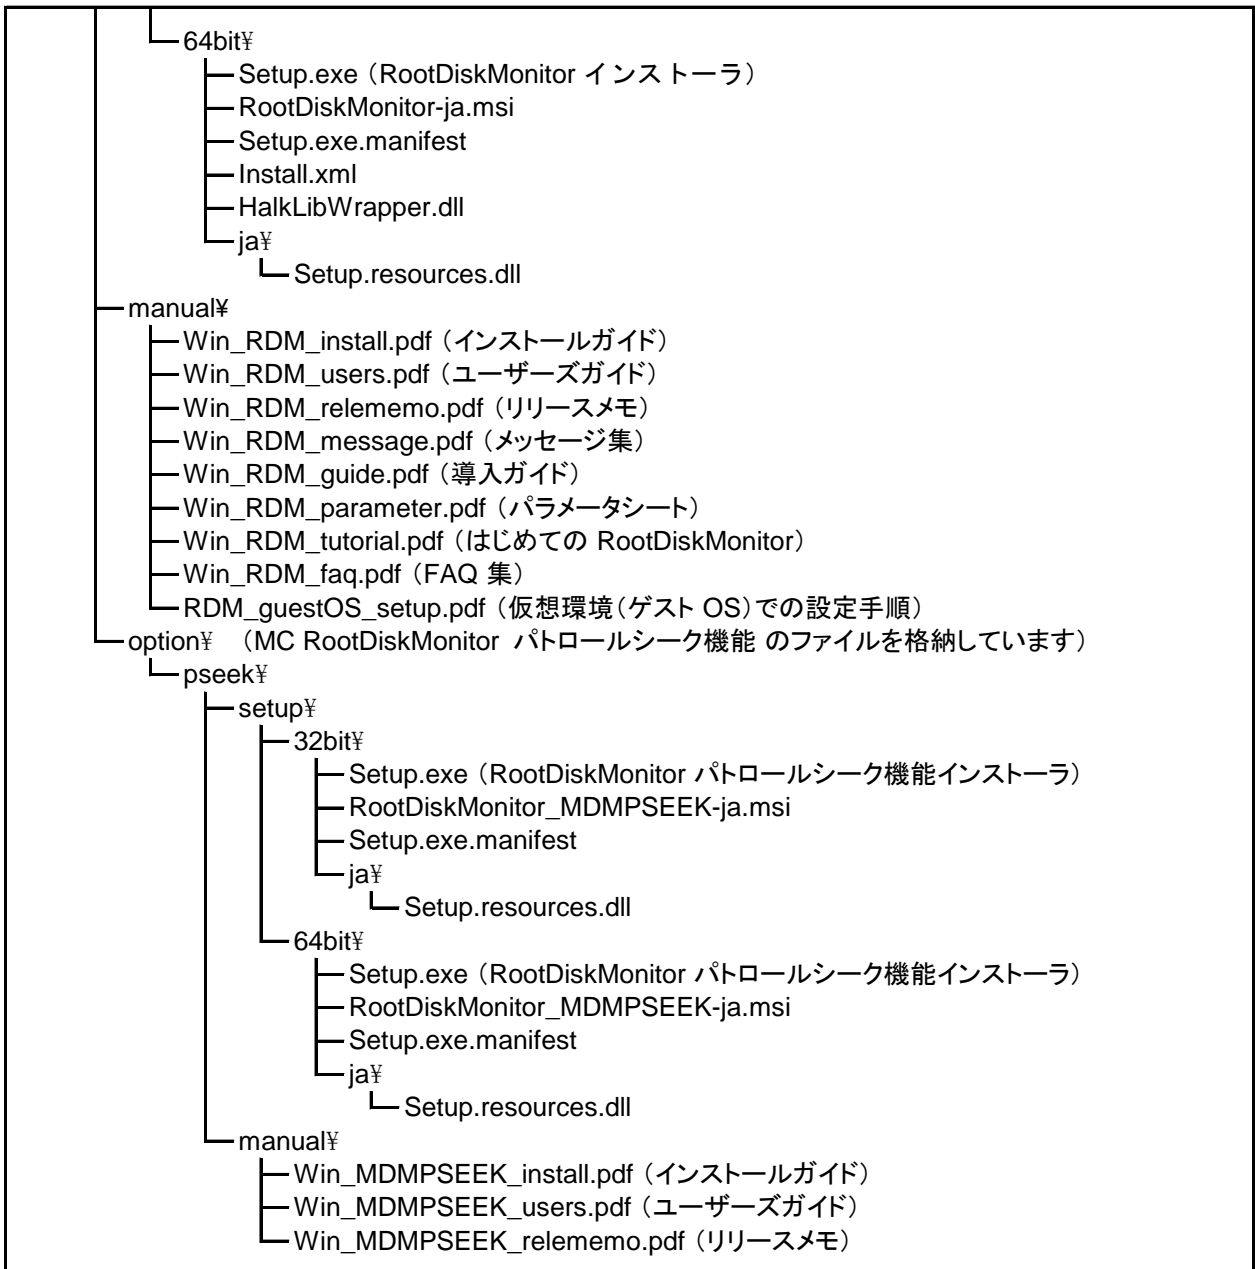 64bit¥
Setup.exe（RootDiskMonitor インストーラ）
RootDiskMonitor-ja.msi
Setup.exe.manifest
Install.xml
HalkLibWrapper.dll
ja¥
Setup.resources.dll
manual¥
Win_RDM_install.pdf（インストールガイド）
Win_RDM_users.pdf（ユーザーズガイド）
Win_RDM_relememo.pdf（リリースメモ）
Win_RDM_message.pdf（メッセージ集）
Win_RDM_guide.pdf（導入ガイド）
Win_RDM_parameter.pdf（パラメータシート）
Win_RDM_tutorial.pdf（はじめての RootDiskMonitor）
Win_RDM_faq.pdf（FAQ 集）
RDM_guestOS_setup.pdf（仮想環境（ゲスト OS）での設定手順）
option¥ （MC RootDiskMonitor パトロールシーク機能 のファイルを格納しています）
pseek¥
setup¥
32bit¥
Setup.exe（RootDiskMonitor パトロールシーク機能インストーラ）
RootDiskMonitor_MDMPSEEK-ja.msi
Setup.exe.manifest
ja¥
Setup.resources.dll
64bit¥
Setup.exe（RootDiskMonitor パトロールシーク機能インストーラ）
RootDiskMonitor_MDMPSEEK-ja.msi
Setup.exe.manifest
ja¥
Setup.resources.dll
manual¥
Win_MDMPSEEK_install.pdf（インストールガイド）
Win_MDMPSEEK_users.pdf（ユーザーズガイド）
Win_MDMPSEEK_relememo.pdf（リリースメモ）